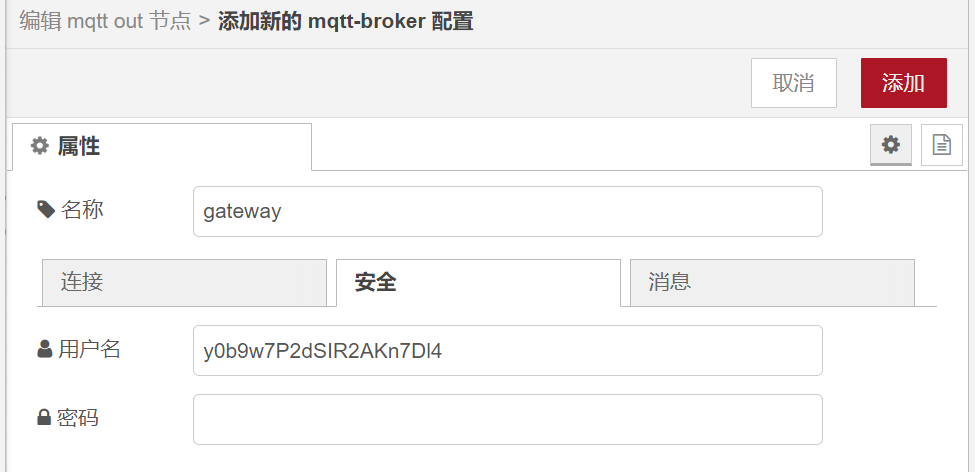 编辑 mqtt out 节点 > 添加新的 mqtt-broker 配置
取消 添加
属性
名称 gateway
连接 安全 消息
用户名 y0b9w7P2dSIR2AKn7Dl4
密码